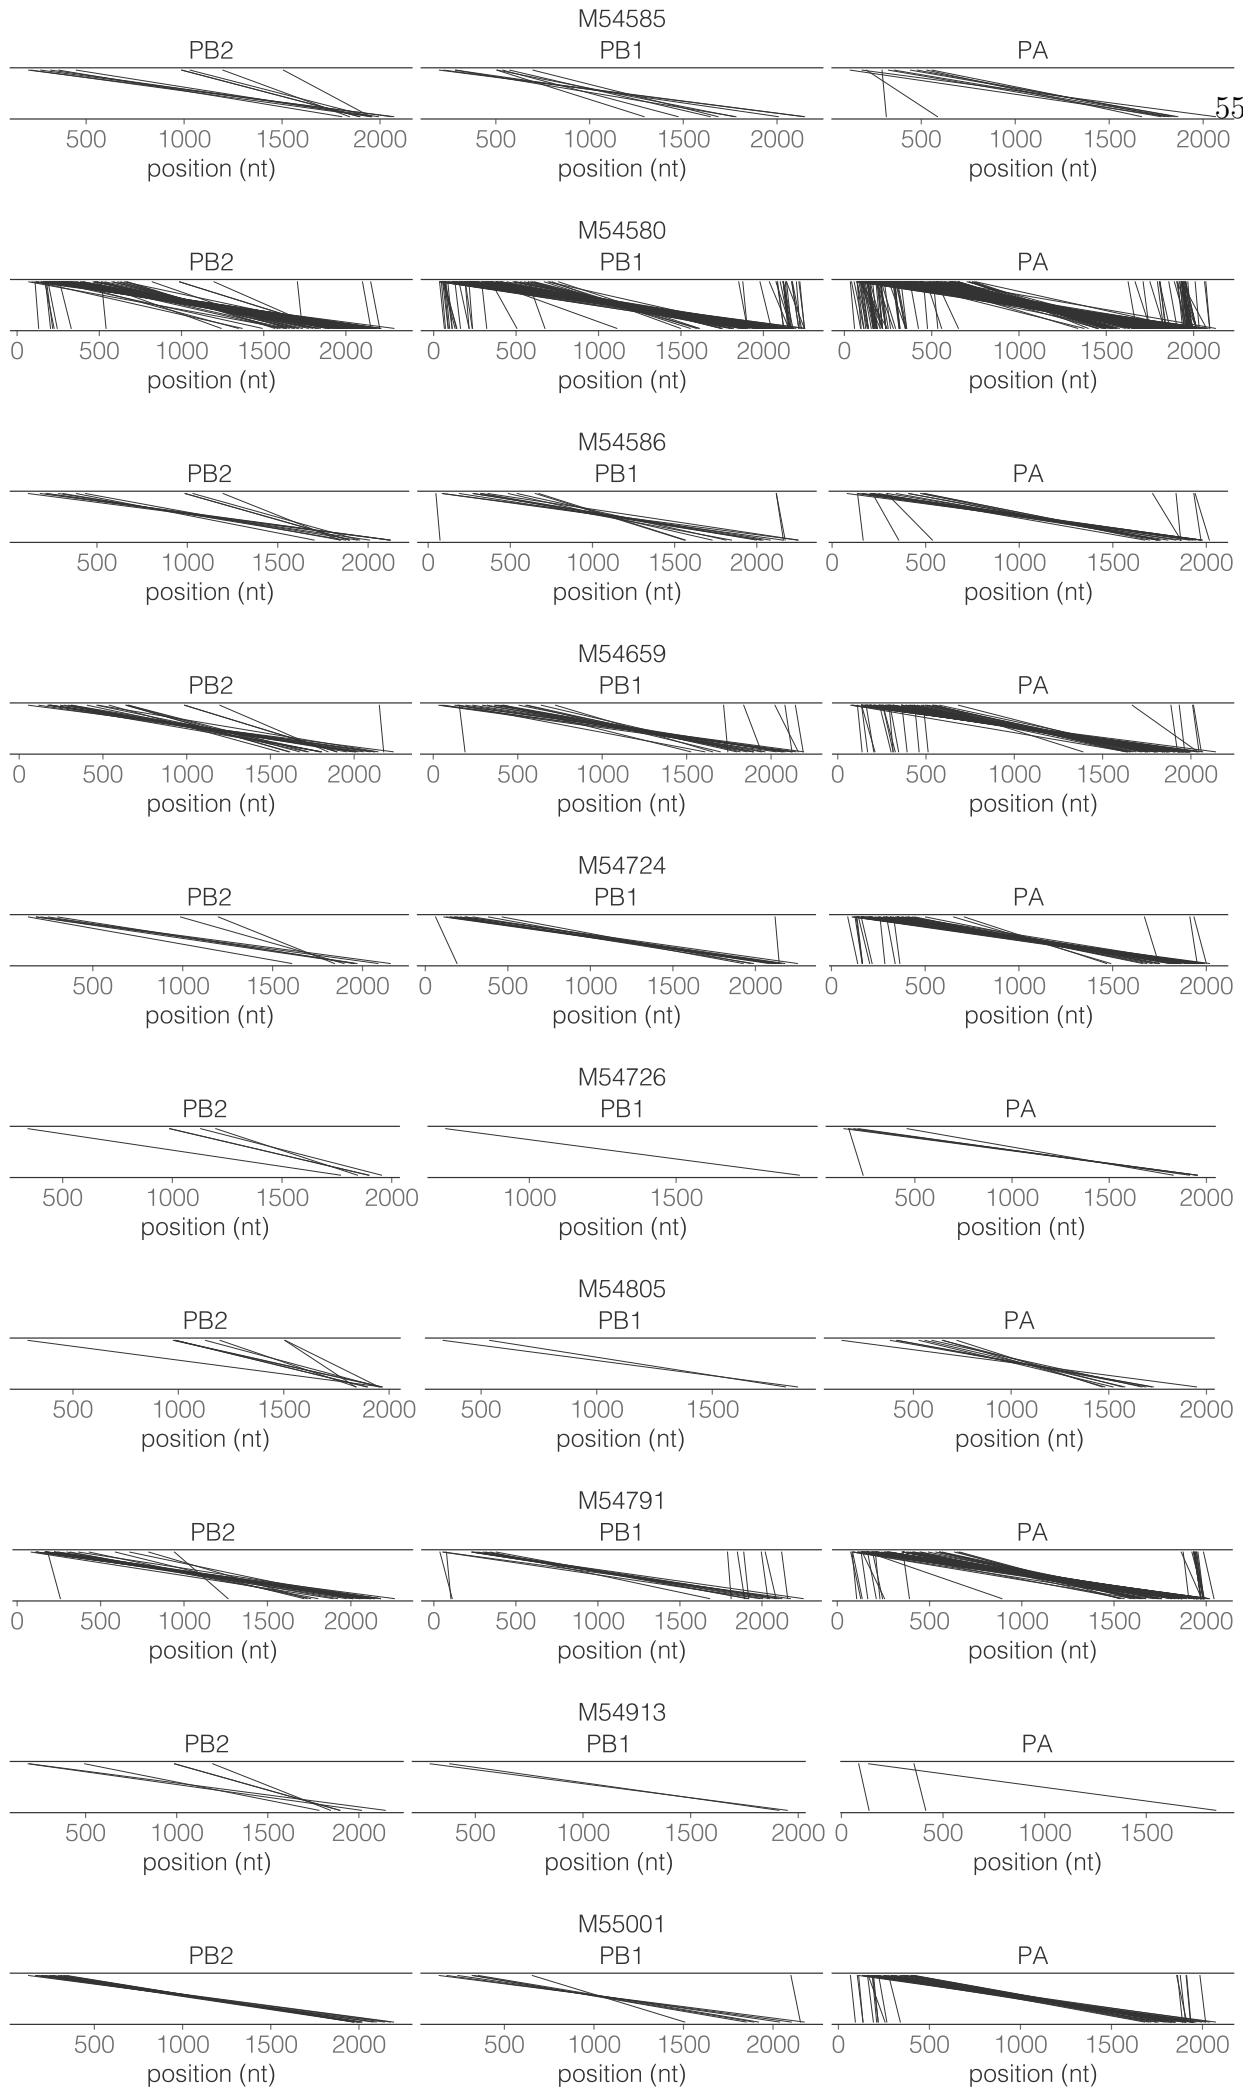 M54585
PB2 PB1 PA
55
500 1000 1500 2000 500 1000 1500 2000 500 1000 1500 2000
position (nt) position (nt) position (nt)
M54580
PB2 PB1 PA
0 500 1000 1500 2000 0 500 1000 1500 2000 0 500 1000 1500 2000
position (nt) position (nt) position (nt)
M54586
PB2 PB1 PA
500 1000 1500 2000 0 500 1000 1500 2000 0 500 1000 1500 2000
position (nt) position (nt) position (nt)
M54659
PB2 PB1 PA
0 500 1000 1500 2000 0 500 1000 1500 2000 0 500 1000 1500 2000
position (nt) position (nt) position (nt)
M54724
PB2 PB1 PA
500 1000 1500 2000 0 500 1000 1500 2000 0 500 1000 1500 2000
position (nt) position (nt) position (nt)
M54726
PB2 PB1 PA
500 1000 1500 2000 1000 1500 500 1000 1500 2000
position (nt) position (nt) position (nt)
M54805
PB2 PB1 PA
500 1000 1500 2000 500 1000 1500 500 1000 1500 2000
position (nt) position (nt) position (nt)
M54791
PB2 PB1 PA
0 500 1000 1500 2000 0 500 1000 1500 2000 0 500 1000 1500 2000
position (nt) position (nt) position (nt)
M54913
PB2 PB1 PA
500 1000 1500 2000 500 1000 1500 2000 0 500 1000 1500
position (nt) position (nt) position (nt)
M55001
PB2 PB1 PA
500 1000 1500 2000 500 1000 1500 2000 0 500 1000 1500 2000
position (nt) position (nt) position (nt)